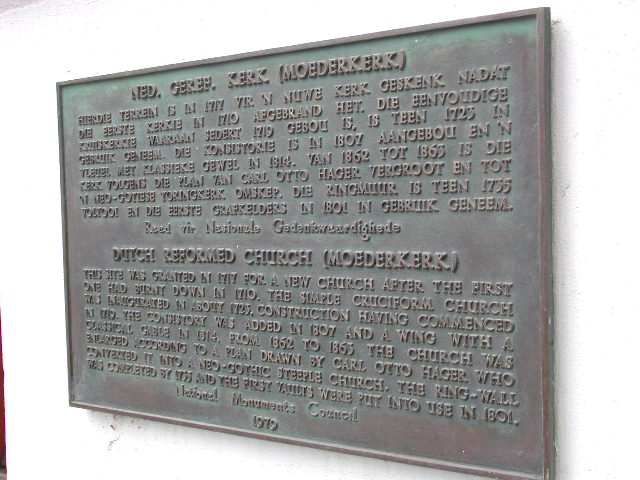 NED. GEREF. KERK (MOEDERKERK)
HIERDIE TERREIN IS IN 1717 VIR 'N NUWE KERK GESKENK NADAT
DIE EERSTE KERKIE IN 1710 AFGEBRAND HET. DIE EENVOUDIGE
KRUISKERKIE WAARAAN SEDERT 1719 GEBOU IS, IS TEEN 1723 IN
GEBRUIK GENEEM. DIE KONSISTORIE IS IN 1807 AANGEBOU EN 'N
VLEUEL MET KLASSIEKE GEWEL IN 1814. VAN 1862 TOT 1863 IS DIE
KERK VOLGENS DIE PLAN VAN CARL OTTO HAGER VERGROOT EN TOT
'N NEO-GOTIESE TORINGKERK OMSKEP. DIE RINGMUUR IS TEEN 1735
VOLTOOI EN DIE EERSTE GRAFKELDERS IN 1801 IN GEBRUIK GENEEM.
Raad vir Nasionale Gedenkwaardighede
DUTCH REFORMED CHURCH (MOEDERKERK)
THIS SITE WAS GRANTED IN 1717 FOR A NEW CHURCH AFTER THE FIRST
ONE HAD BURNT DOWN IN 1710. THE SIMPLE CRUCIFORM CHURCH
WAS INAUGURATED IN ABOUT 1723, CONSTRUCTION HAVING COMMENCED
IN 1719. THE CONSISTORY WAS ADDED IN 1807 AND A WING WITH A
CLASSICAL GABLE IN 1814. FROM 1862 TO 1863 THE CHURCH WAS
ENLARGED ACCORDING TO A PLAN DRAWN BY CARL OTTO HAGER WHO
CONVERTED IT INTO A NEO-GOTHIC STEEPLE CHURCH. THE RING-WALL
WAS COMPLETED BY 1735 AND THE FIRST VAULTS WERE PUT INTO USE IN 1801.
National Monuments Council
1979